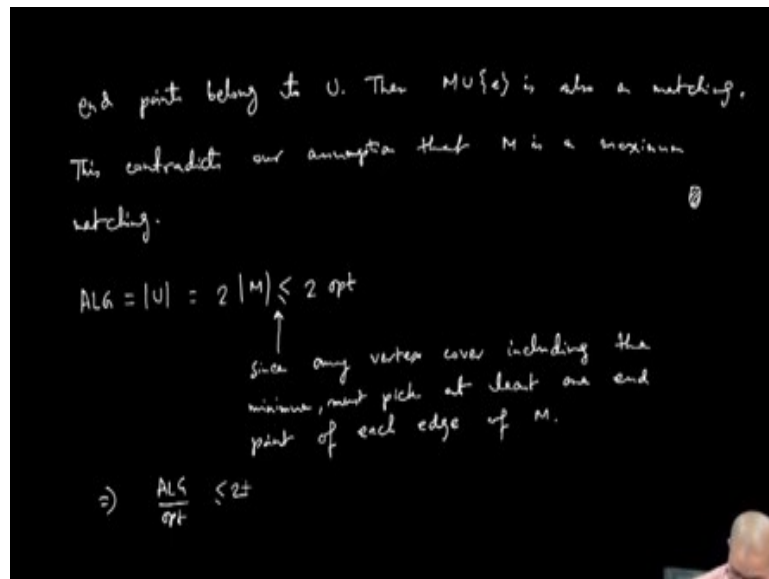 end points belong to U. Then M∪{e} is also a matching.
This contradicts our assumption that M is a maximum
matching.
ALG = |U| = 2 |M| ≤ 2 opt
↑
since any vertex cover including the
minimum, must pick at least one end
point of each edge of M.
⇒ ALG/opt ≤ 2